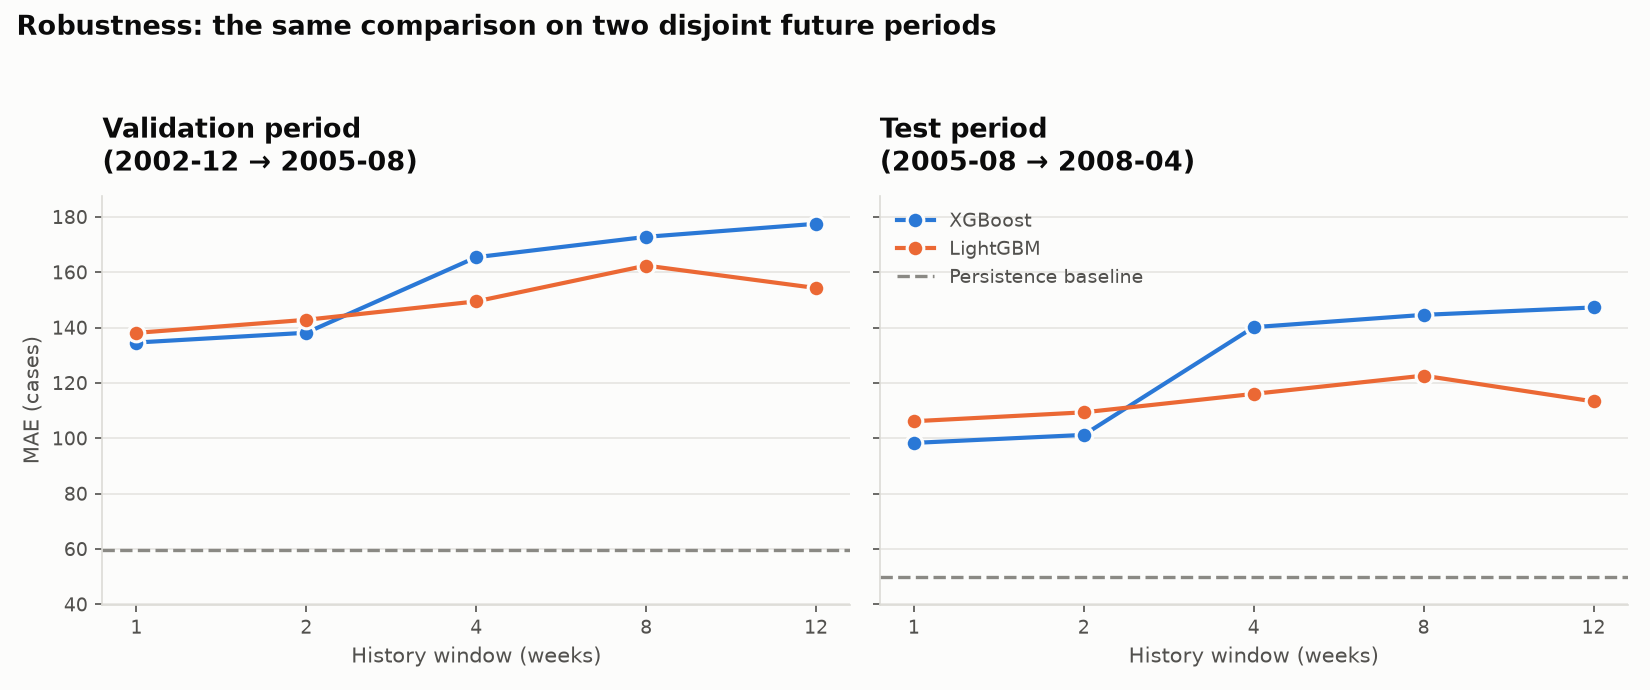 Robustness: the same comparison on two disjoint future periods
Validation period
(2002-12 → 2005-08)
MAE (cases)
180
160
140
120
100
80
60
40
1 2 4 8 12
History window (weeks)
Test period
(2005-08 → 2008-04)
XGBoost
LightGBM
Persistence baseline
1 2 4 8 12
History window (weeks)